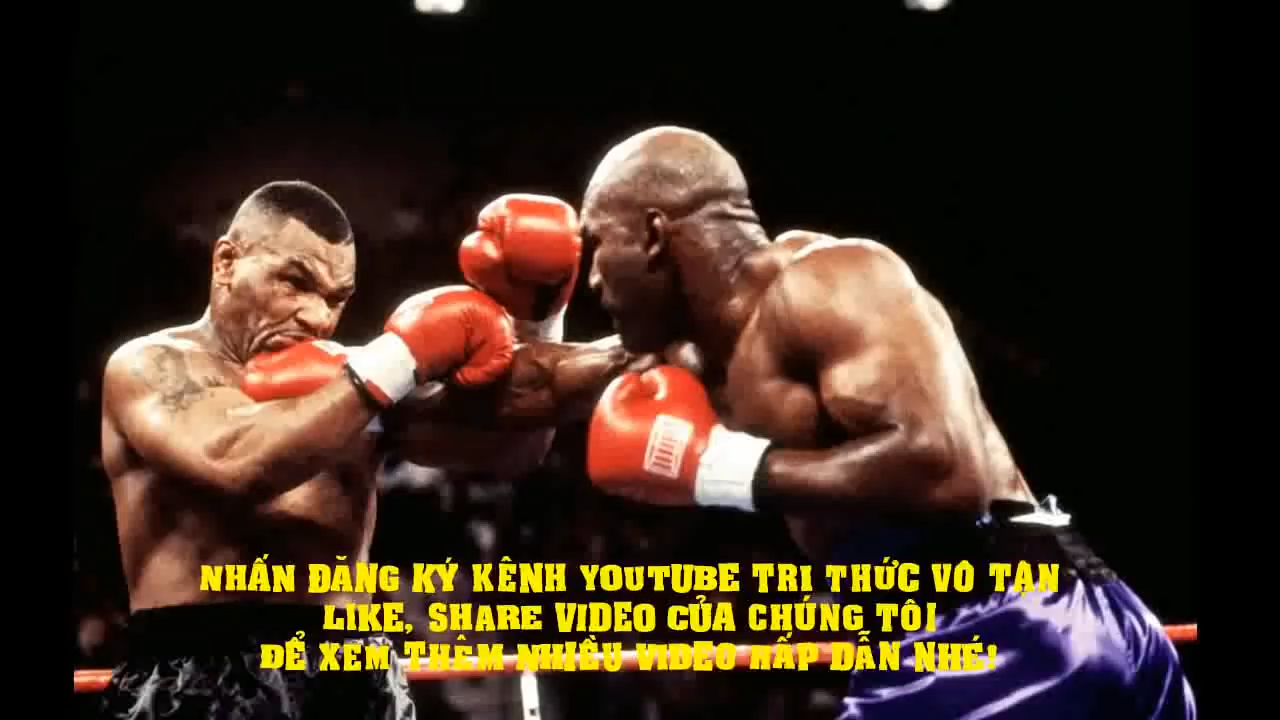 NHẤN ĐĂNG KÝ KÊNH YOUTUBE TRI THỨC VÔ TẬN
LIKE, SHARE VIDEO CỦA CHÚNG TÔI
ĐỂ XEM THÊM NHIỀU VIDEO HẤP DẪN NHÉ!